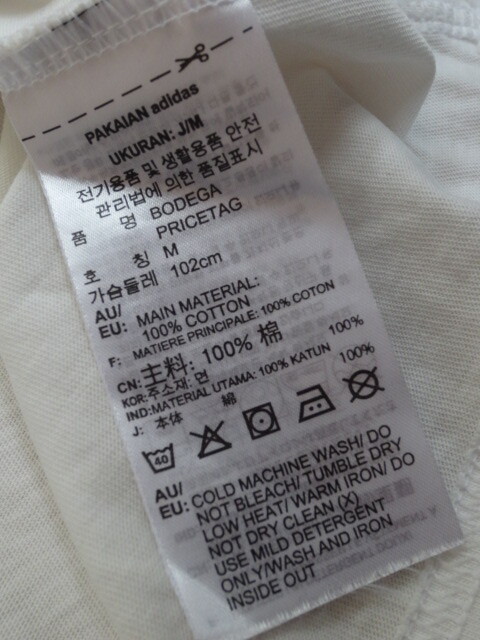 PAKAIAN adidas
UKURAN: J/M
전기용품 및 생활용품 안전
관리법에 의한 품질표시
품 명 BODEGA
PRICETAG
호 칭 M
가슴둘레 102cm
AU/
EU: MAIN MATERIAL:
100% COTTON
F: MATIERE PRINCIPALE: 100% COTON
CN: 主料: 100% 棉
KOR: 주소재: 면 100%
IND: MATERIAL UTAMA: 100% KATUN
J: 本体 綿 100%
40
AU/
EU: COLD MACHINE WASH/ DO
NOT BLEACH/ TUMBLE DRY
LOW HEAT/ WARM IRON/ DO
NOT DRY CLEAN (X)
USE MILD DETERGENT
ONLY/WASH AND IRON
INSIDE OUT